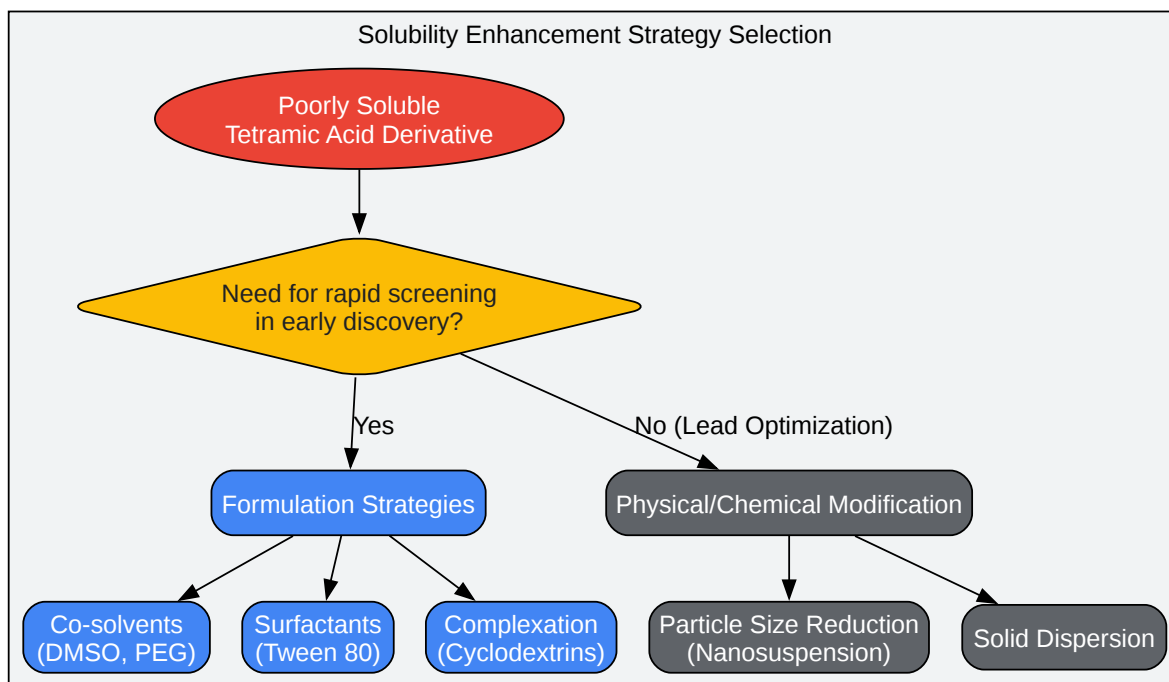 Solubility Enhancement Strategy Selection
Poorly Soluble
Tetramic Acid Derivative
Need for rapid screening
in early discovery?
Yes
No (Lead Optimization)
Formulation Strategies
Physical/Chemical Modification
Co-solvents
(DMSO, PEG)
Surfactants
(Tween 80)
Complexation
(Cyclodextrins)
Particle Size Reduction
(Nanosuspension)
Solid Dispersion